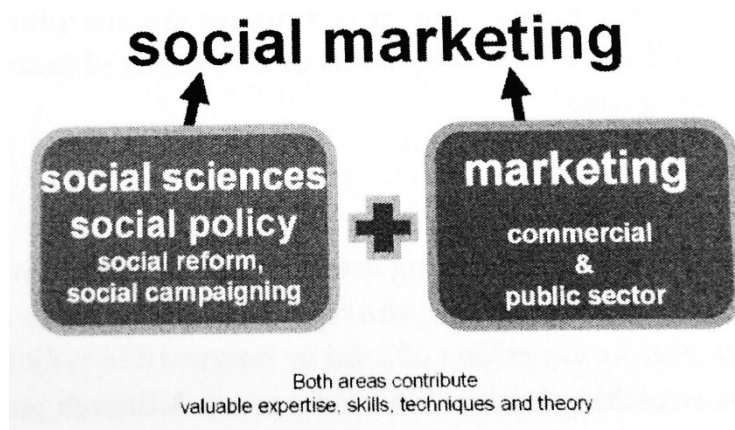 social marketing
social sciences
social policy
social reform,
social campaigning
marketing
commercial
&
public sector
Both areas contribute
valuable expertise, skills, techniques and theory